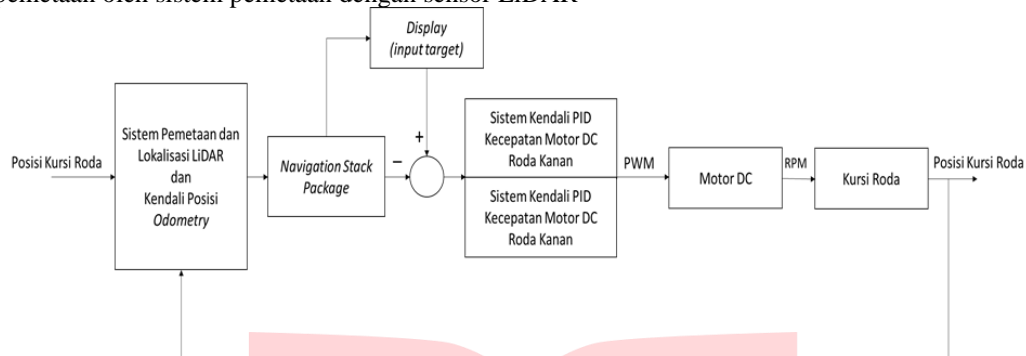 pemetaan oleh sistem pemetaan dengan sensor LiDAR
Display
(input target)
Posisi Kursi Roda
Sistem Pemetaan dan
Lokalisasi LiDAR
dan
Kendali Posisi
Odometry
Navigation Stack
Package
+
−
Sistem Kendali PID
Kecepatan Motor DC
Roda Kanan
Sistem Kendali PID
Kecepatan Motor DC
Roda Kanan
PWM
Motor DC
RPM
Kursi Roda
Posisi Kursi Roda